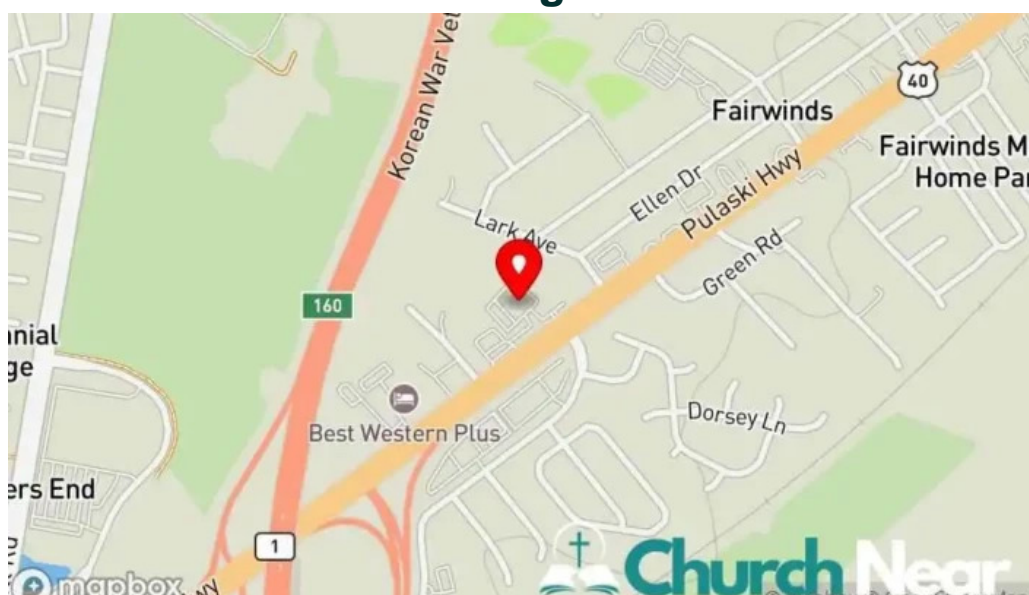 Korean War Vet
40
Fairwinds
Fairwinds M
Home Par
Ellen Dr
Pulaski Hwy
Lark Ave
Green Rd
160
nial
ge
Best Western Plus
Dorsey Ln
ers End
1
wy
mapbox
Church Near